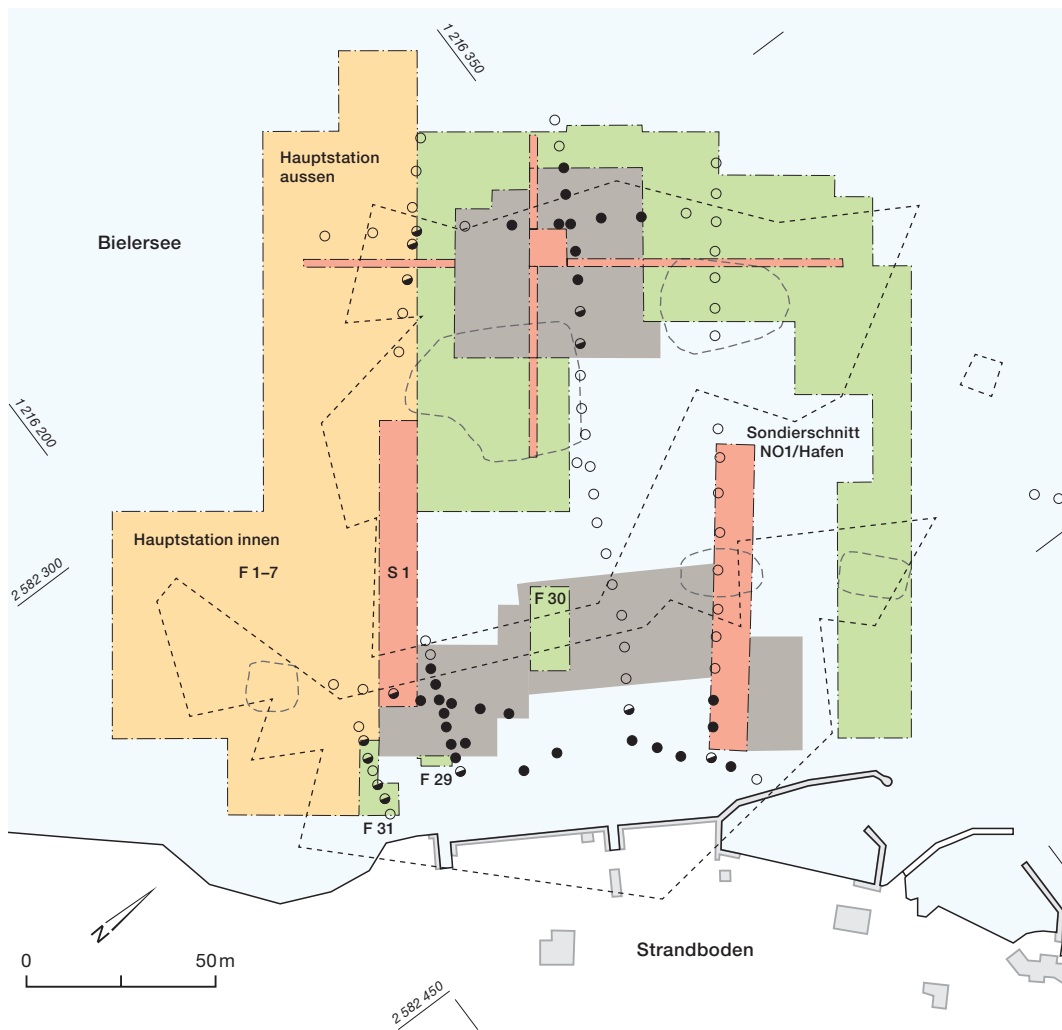 1 216 350
Hauptstation
aussen
Bielersee
1 216 200
Sondierschnitt
NO1/Hafen
Hauptstation innen
F 1–7
S 1
2 582 300
F 30
F 29
F 31
N
0 50 m
Strandboden
2 582 450